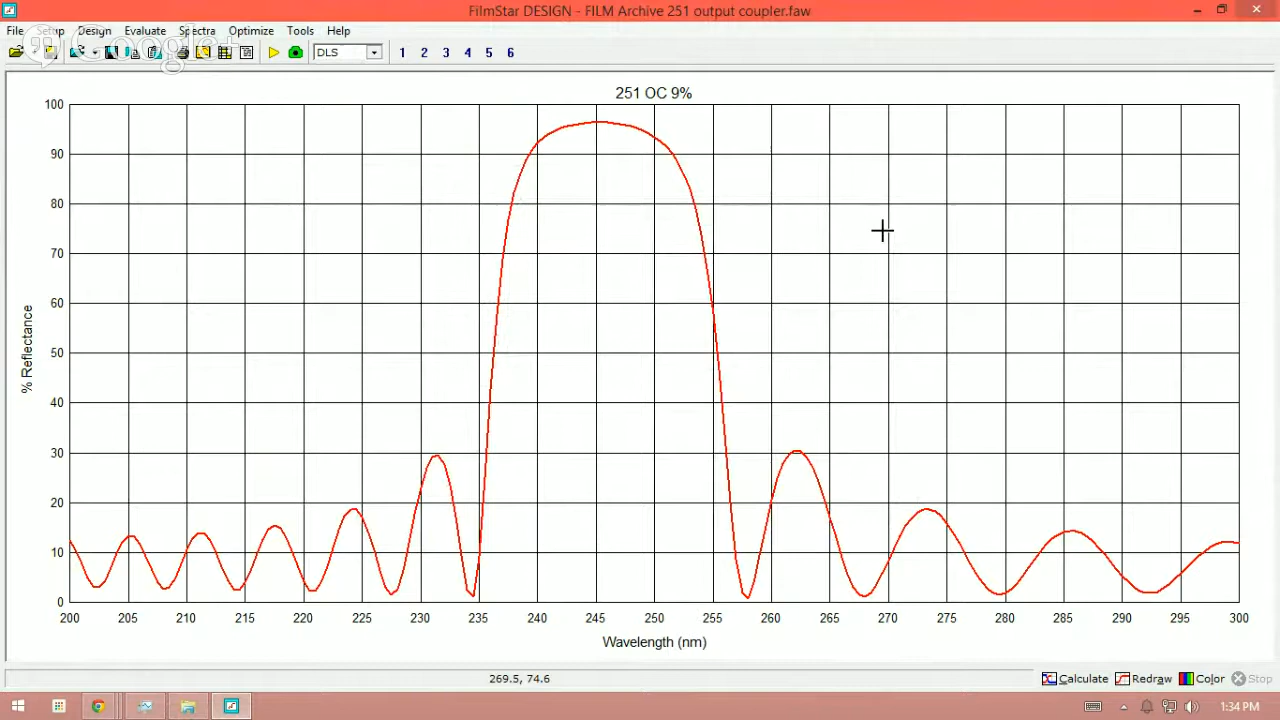 FilmStar DESIGN - FILM Archive 251 output coupler.faw
File Setup Design Evaluate Spectra Optimize Tools Help
Google+
DLS 1 2 3 4 5 6
251 OC 9%
100
90
80
70
60
50
40
30
20
10
0
% Reflectance
200 205 210 215 220 225 230 235 240 245 250 255 260 265 270 275 280 285 290 295 300
Wavelength (nm)
269.5, 74.6
Calculate Redraw Color Stop
1:34 PM